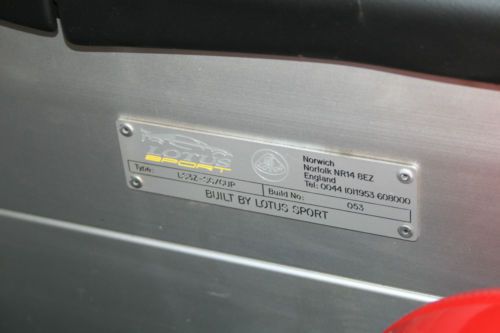 LOTUS
SPORT
Norwich
Norfolk NR14 8EZ
England
Tel: 0044 (0)1953 608000
Type:
Build No: 053
BUILT BY LOTUS SPORT